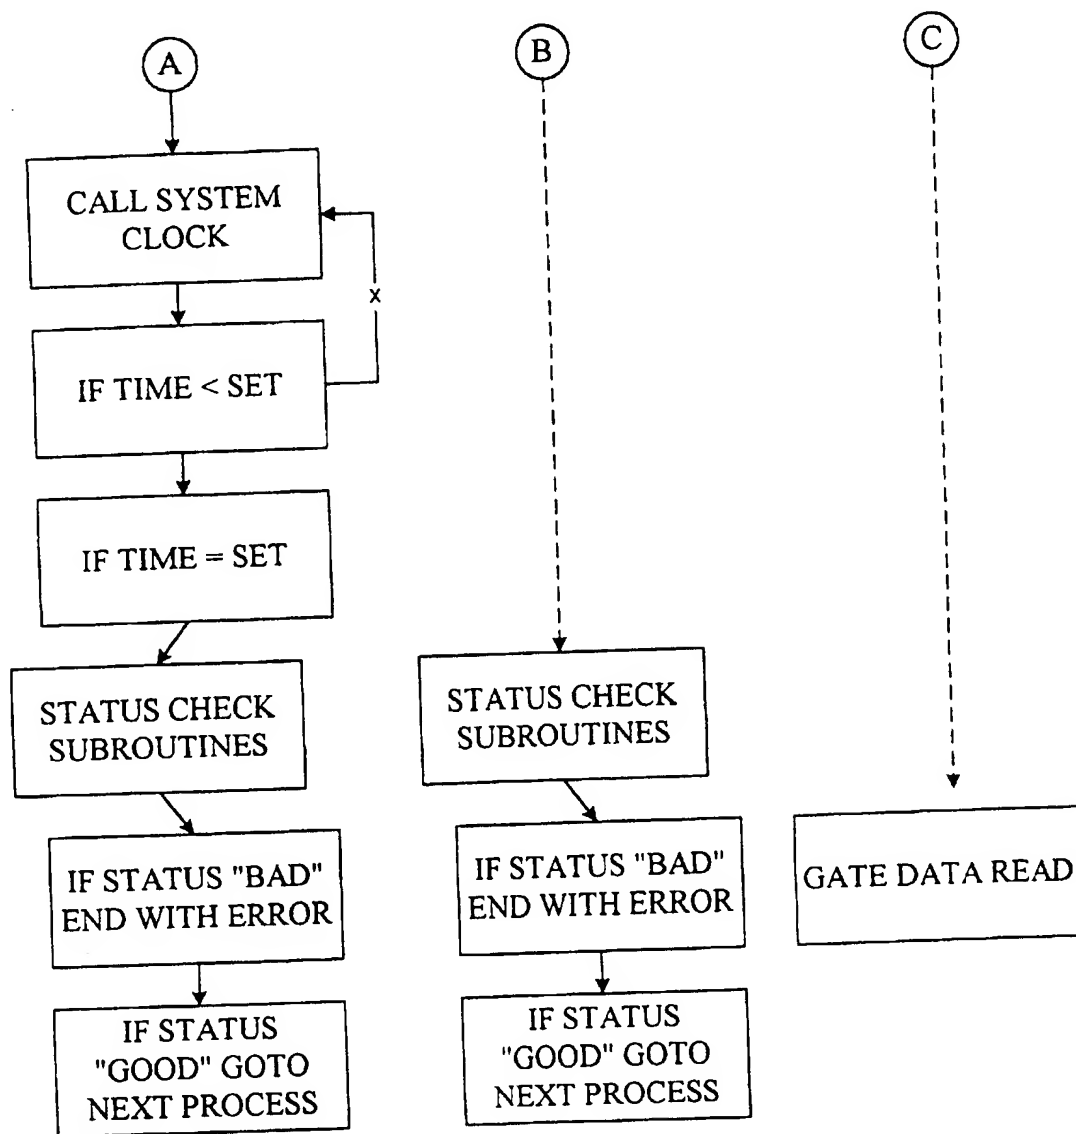 A
B
C
CALL SYSTEM
CLOCK
x
IF TIME < SET
IF TIME = SET
STATUS CHECK
SUBROUTINES
IF STATUS "BAD"
END WITH ERROR
IF STATUS
"GOOD" GOTO
NEXT PROCESS
STATUS CHECK
SUBROUTINES
IF STATUS "BAD"
END WITH ERROR
IF STATUS
"GOOD" GOTO
NEXT PROCESS
GATE DATA READ